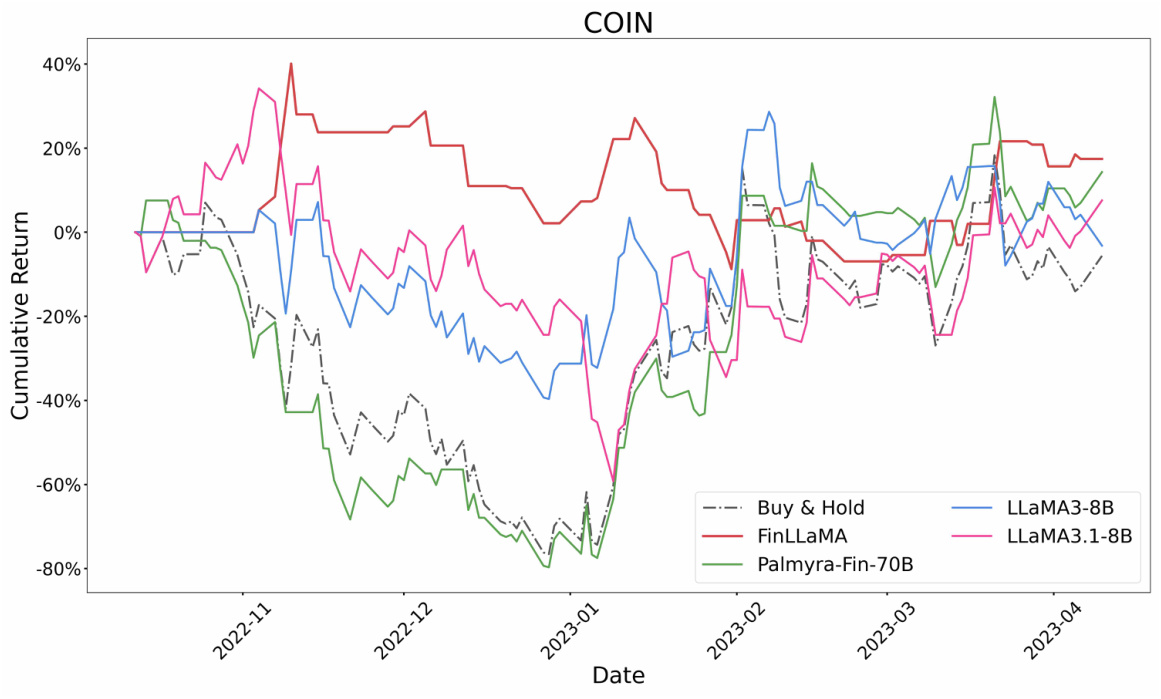 COIN
Cumulative Return
40%
20%
0%
-20%
-40%
-60%
-80%
Buy & Hold
FinLLaMA
Palmyra-Fin-70B
LLaMA3-8B
LLaMA3.1-8B
2022-11
2022-12
2023-01
2023-02
2023-03
2023-04
Date